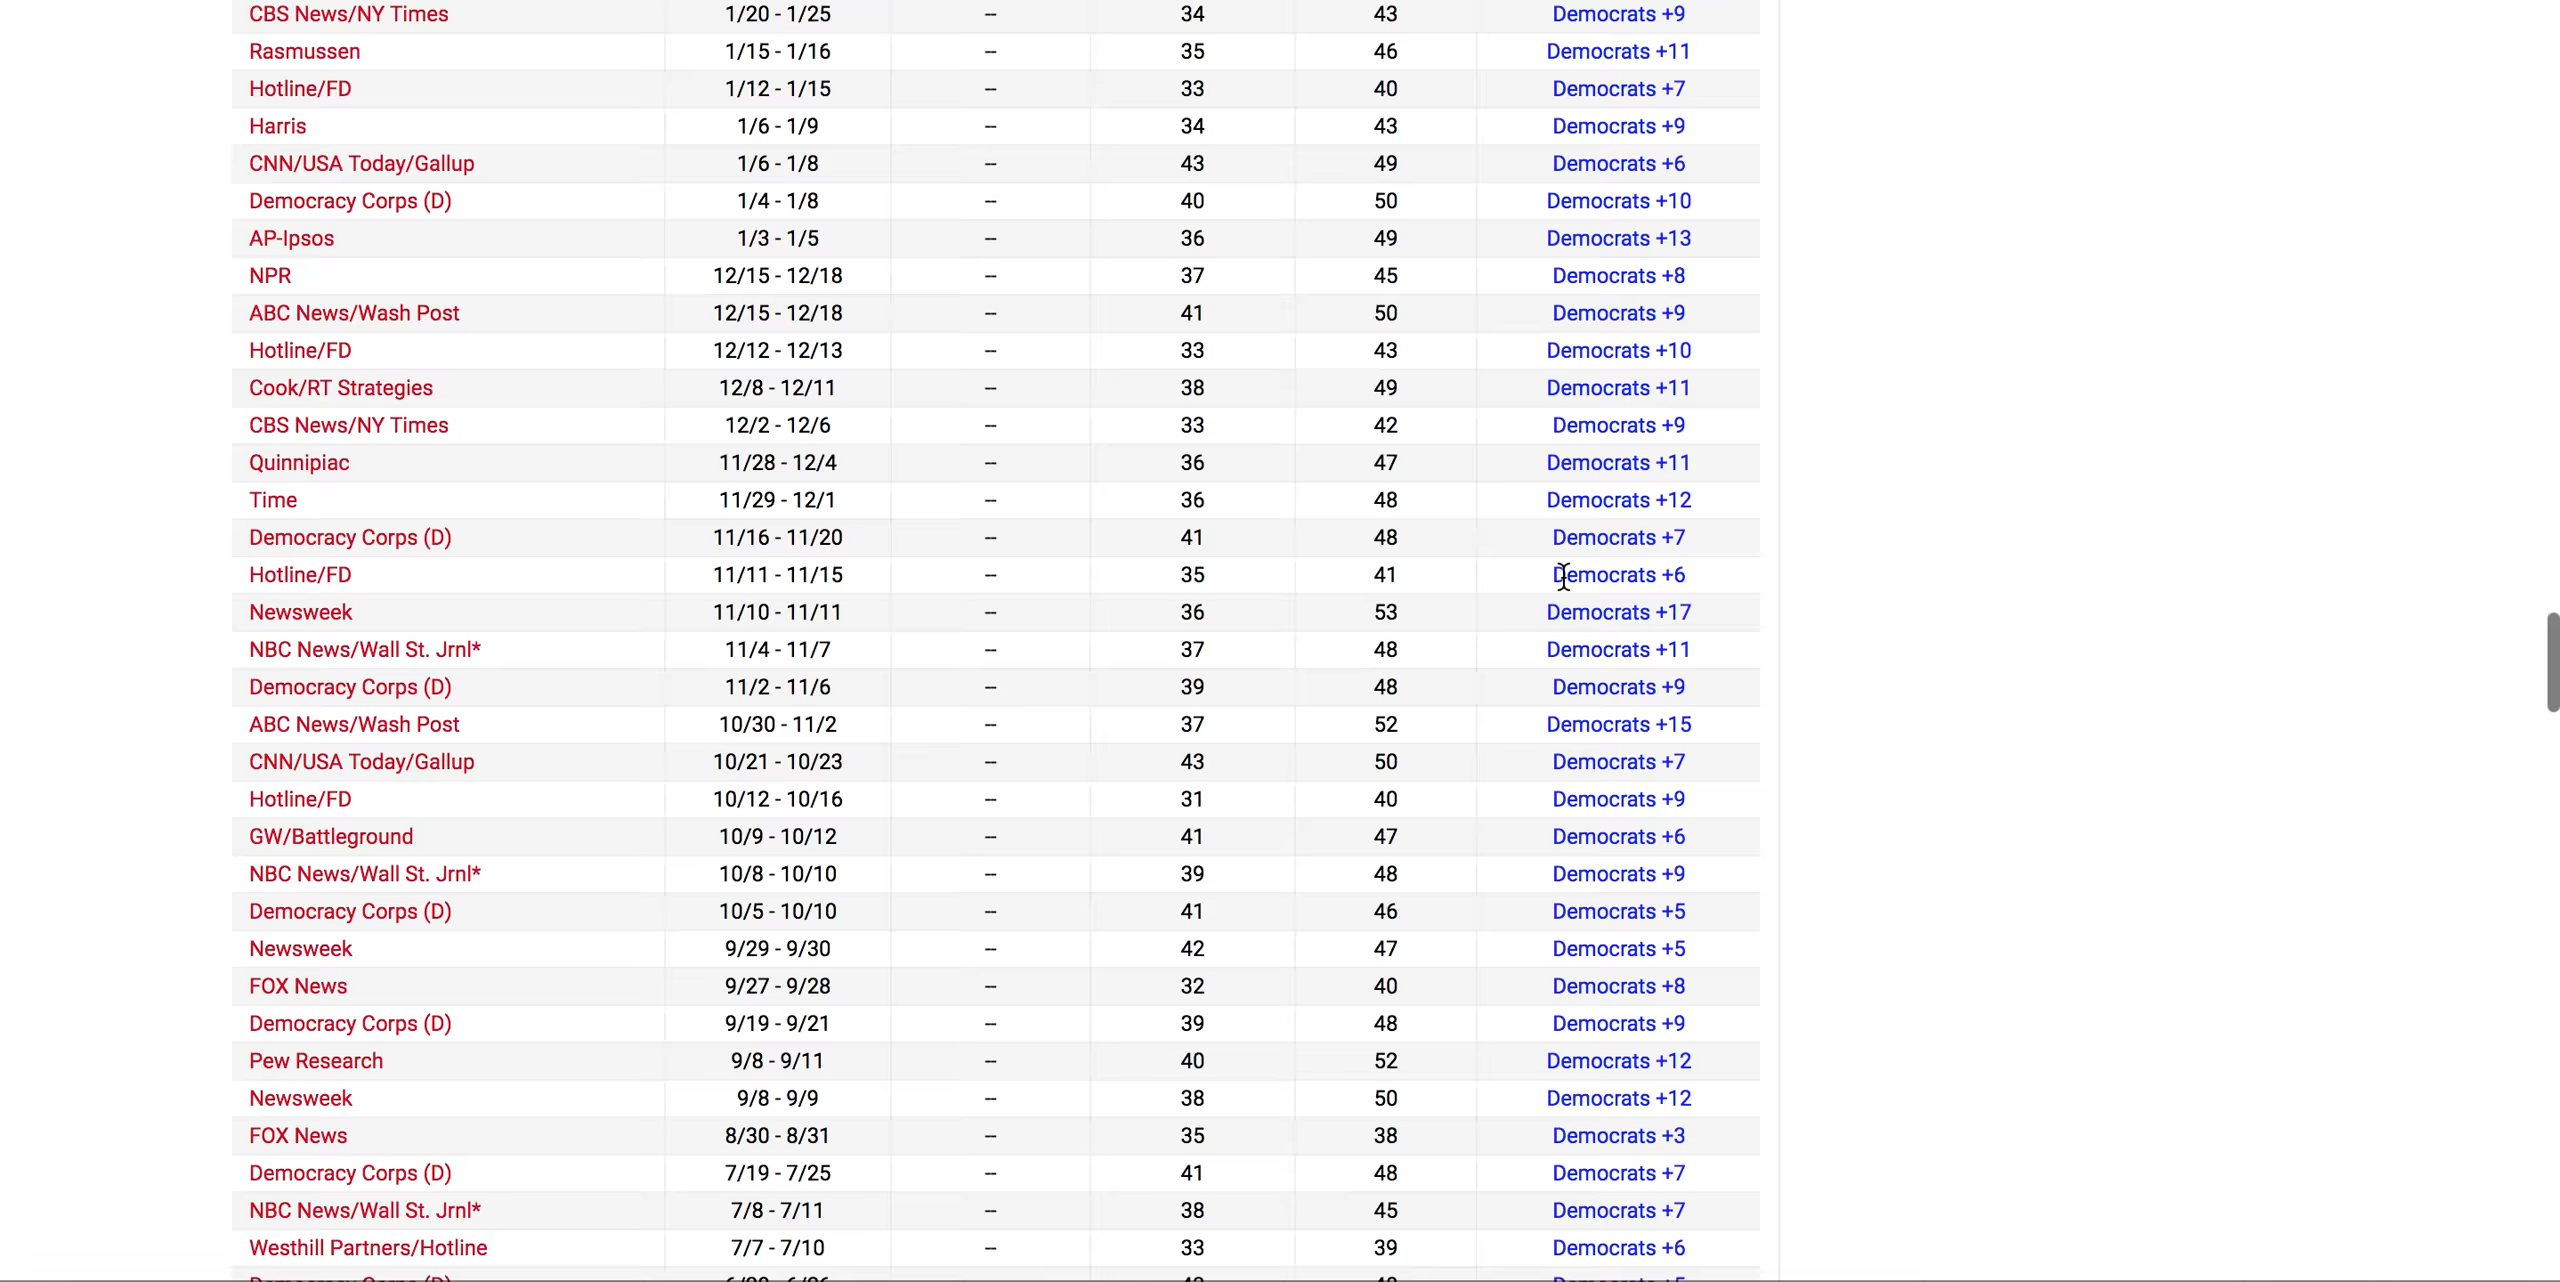 CBS News/NY Times 1/20 - 1/25 -- 34 43 Democrats +9
Rasmussen 1/15 - 1/16 -- 35 46 Democrats +11
Hotline/FD 1/12 - 1/15 -- 33 40 Democrats +7
Harris 1/6 - 1/9 -- 34 43 Democrats +9
CNN/USA Today/Gallup 1/6 - 1/8 -- 43 49 Democrats +6
Democracy Corps (D) 1/4 - 1/8 -- 40 50 Democrats +10
AP-Ipsos 1/3 - 1/5 -- 36 49 Democrats +13
NPR 12/15 - 12/18 -- 37 45 Democrats +8
ABC News/Wash Post 12/15 - 12/18 -- 41 50 Democrats +9
Hotline/FD 12/12 - 12/13 -- 33 43 Democrats +10
Cook/RT Strategies 12/8 - 12/11 -- 38 49 Democrats +11
CBS News/NY Times 12/2 - 12/6 -- 33 42 Democrats +9
Quinnipiac 11/28 - 12/4 -- 36 47 Democrats +11
Time 11/29 - 12/1 -- 36 48 Democrats +12
Democracy Corps (D) 11/16 - 11/20 -- 41 48 Democrats +7
Hotline/FD 11/11 - 11/15 -- 35 41 Democrats +6
Newsweek 11/10 - 11/11 -- 36 53 Democrats +17
NBC News/Wall St. Jrnl* 11/4 - 11/7 -- 37 48 Democrats +11
Democracy Corps (D) 11/2 - 11/6 -- 39 48 Democrats +9
ABC News/Wash Post 10/30 - 11/2 -- 37 52 Democrats +15
CNN/USA Today/Gallup 10/21 - 10/23 -- 43 50 Democrats +7
Hotline/FD 10/12 - 10/16 -- 31 40 Democrats +9
GW/Battleground 10/9 - 10/12 -- 41 47 Democrats +6
NBC News/Wall St. Jrnl* 10/8 - 10/10 -- 39 48 Democrats +9
Democracy Corps (D) 10/5 - 10/10 -- 41 46 Democrats +5
Newsweek 9/29 - 9/30 -- 42 47 Democrats +5
FOX News 9/27 - 9/28 -- 32 40 Democrats +8
Democracy Corps (D) 9/19 - 9/21 -- 39 48 Democrats +9
Pew Research 9/8 - 9/11 -- 40 52 Democrats +12
Newsweek 9/8 - 9/9 -- 38 50 Democrats +12
FOX News 8/30 - 8/31 -- 35 38 Democrats +3
Democracy Corps (D) 7/19 - 7/25 -- 41 48 Democrats +7
NBC News/Wall St. Jrnl* 7/8 - 7/11 -- 38 45 Democrats +7
Westhill Partners/Hotline 7/7 - 7/10 -- 33 39 Democrats +6